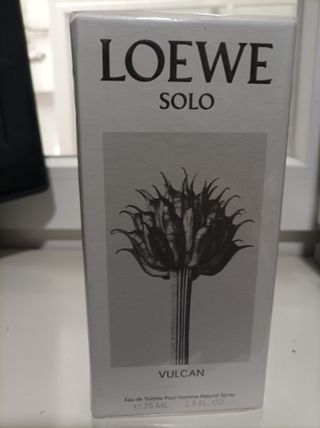 LOEWE
SOLO
VULCAN
Eau de Toilette Pour Homme Natural Spray
℮ 75 ML. 2.5 FL. OZ.